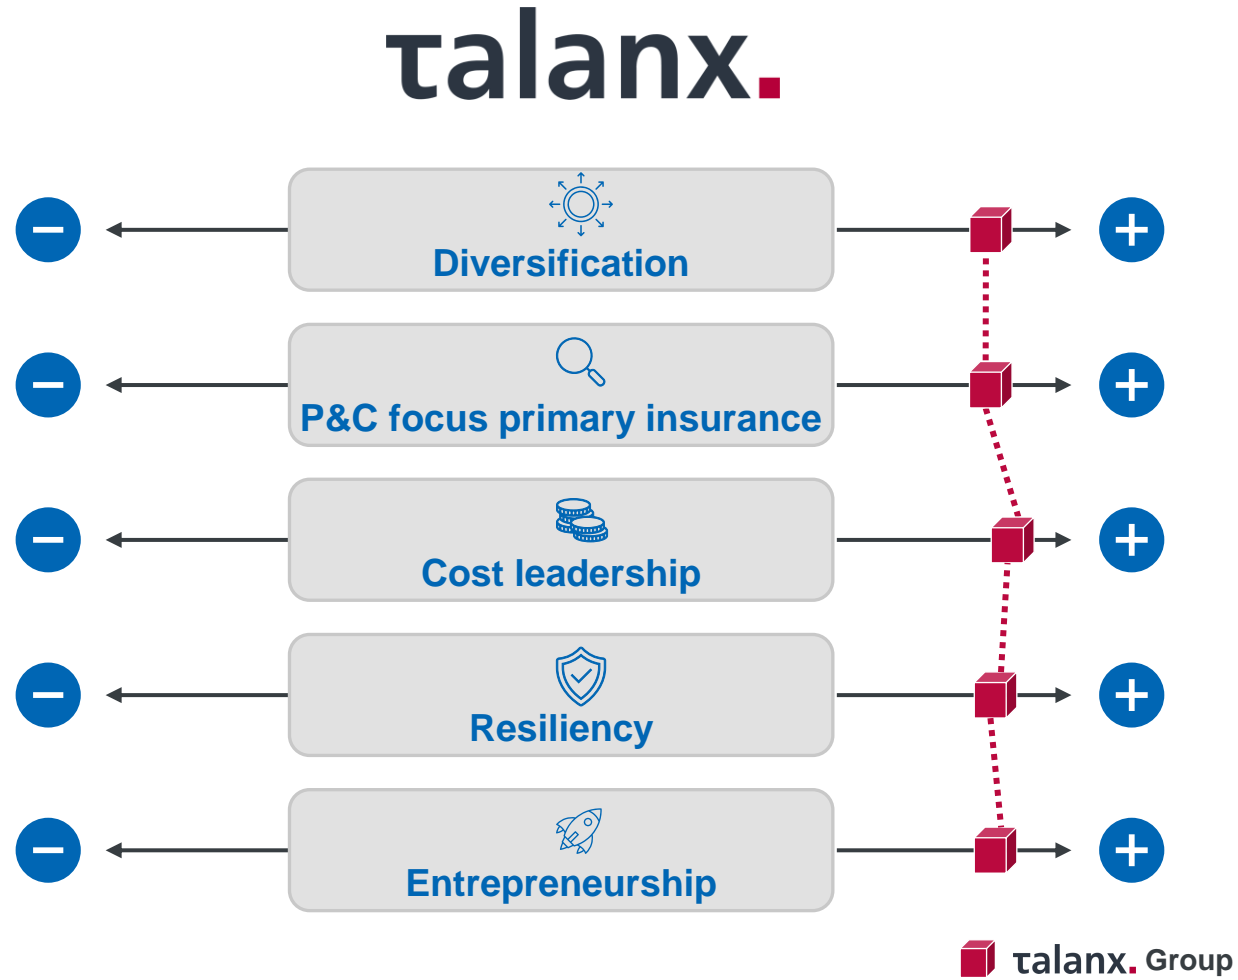 talanx.
Diversification
P&C focus primary insurance
Cost leadership
Resiliency
Entrepreneurship
talanx. Group